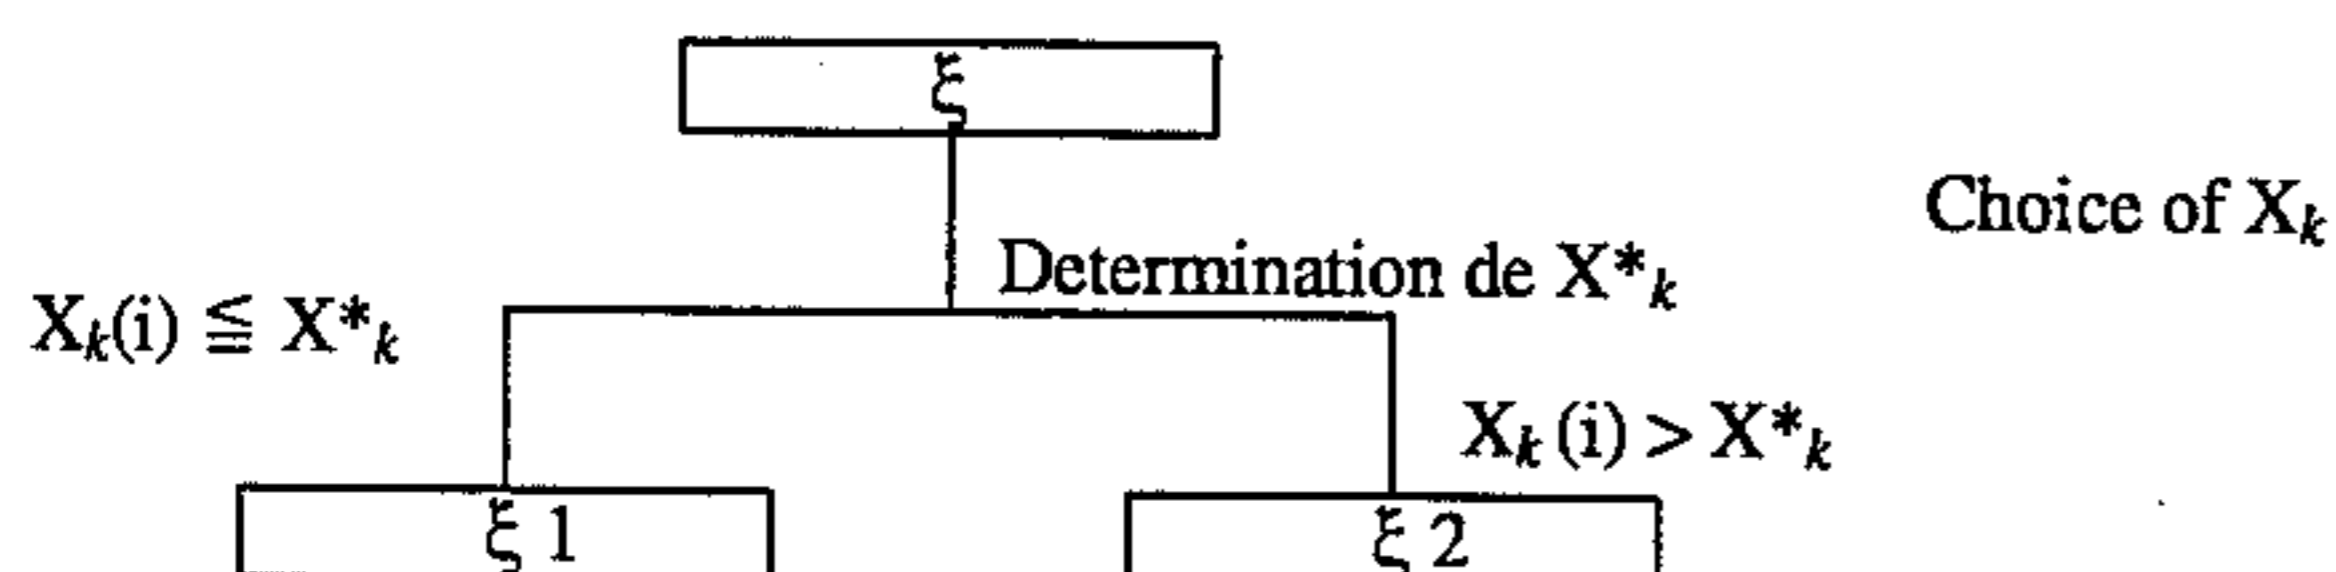 ξ
Choice of X_k
Determination de X*_k
X_k(i) ≦ X*_k
X_k (i) > X*_k
ξ 1
ξ 2